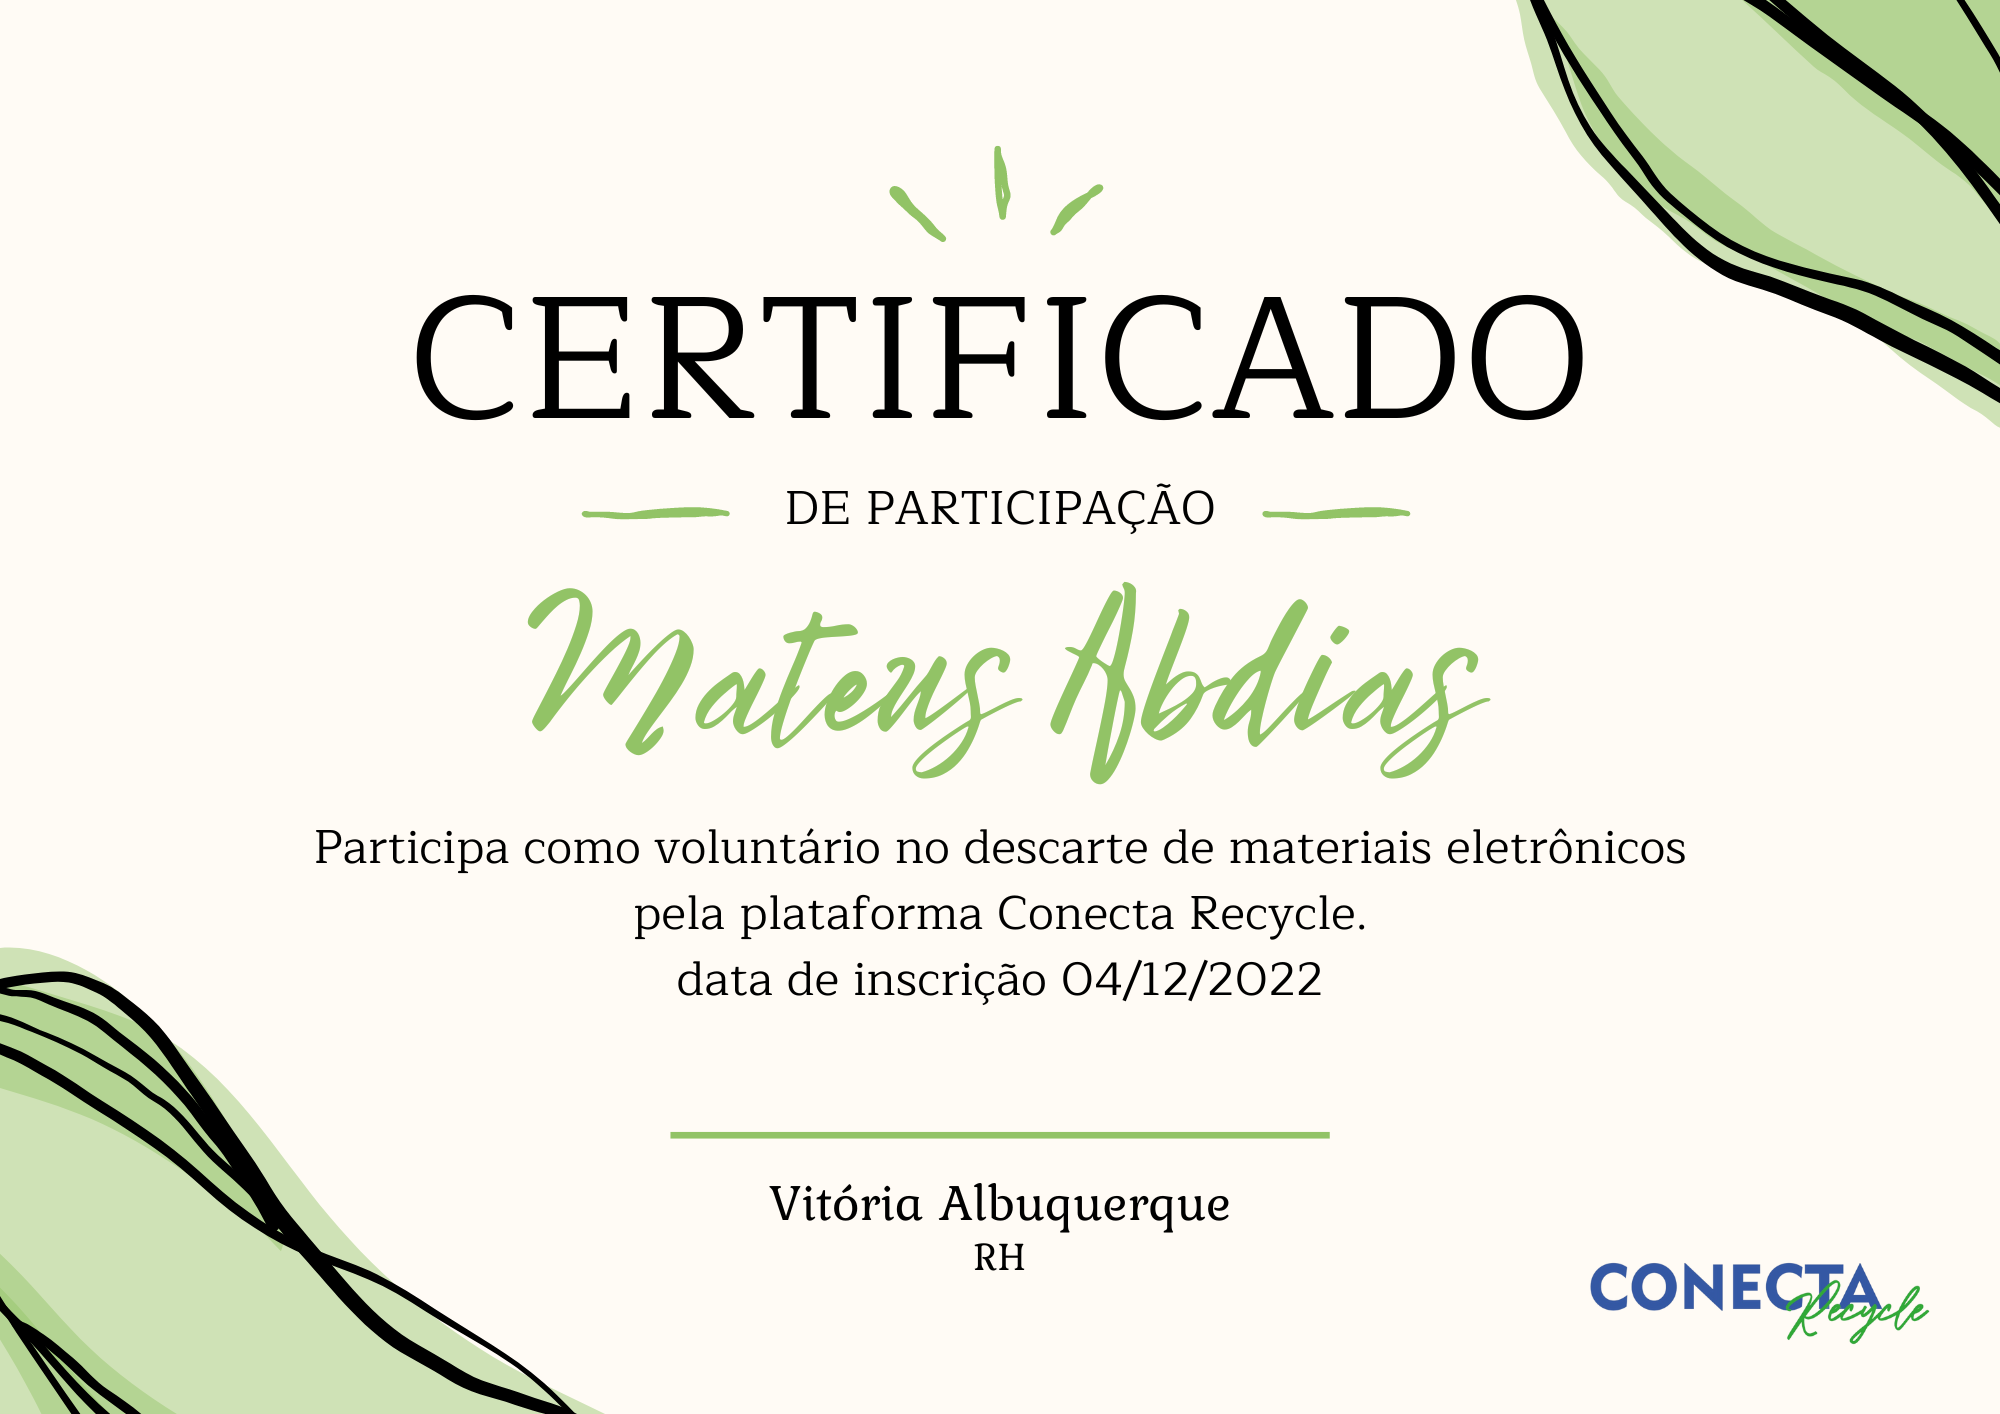 CERTIFICADO
DE PARTICIPAÇÃO
Mateus Abdias
Participa como voluntário no descarte de materiais eletrônicos
pela plataforma Conecta Recycle.
data de inscrição 04/12/2022
Vitória Albuquerque
RH
CONECTA
Recycle